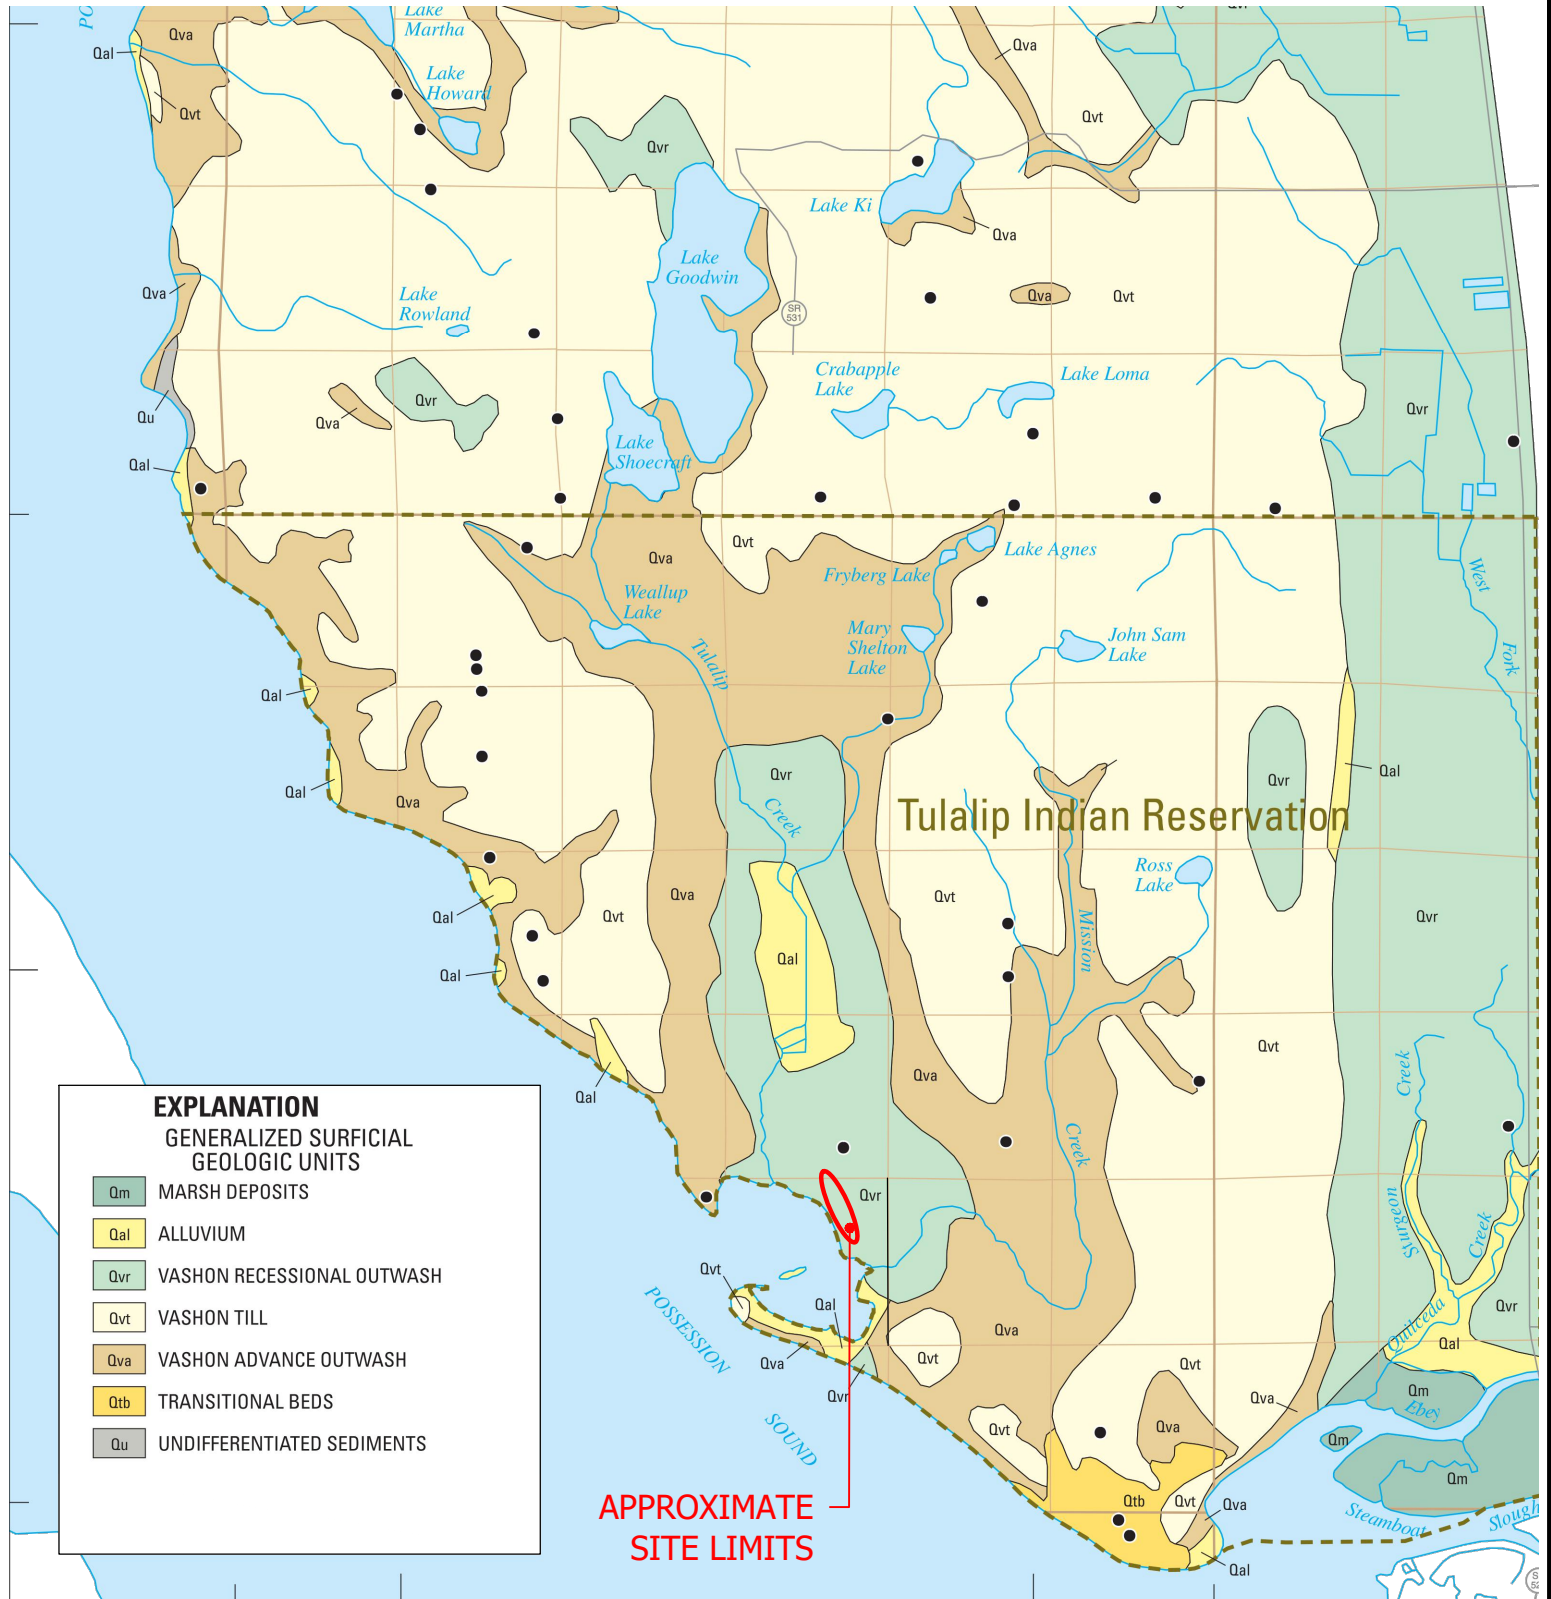 Lake
Martha
PO
Qvr
Qva
Qva
Qal
Lake
Howard
Qvt
Qvt
Qvr
Lake Ki
Qva
Lake
Goodwin
Qva
Lake
Rowland
Qva
Qvt
SR
531
Crabapple
Lake
Lake Loma
Qvr
Qva
Qvr
Qu
Lake
Shoecraft
Qal
Qvt
Qva
Lake Agnes
Fryberg Lake
West
Weallup
Lake
Mary
Shelton
Lake
John Sam
Lake
Tulalip
Fork
Qal
Qvr
Qvr
Qal
Qal
Qva
Creek
Tulalip Indian Reservation
Ross
Lake
Qva
Qvt
Qvt
Qal
Qvr
Mission
Qal
Qal
Qvt
Creek
Qva
Qal
Creek
Qvr
Sturgeon
Creek
Qvt
POSSESSION
SOUND
Qal
Qva
Qvr
Qva
Qvt
Qvt
Quilceda
Qvr
Qal
Qva
Qm
Ebey
Qvt
Qva
Qm
Qm
Qtb
Qvt
Qva
Steamboat
Slough
Qal
S
EXPLANATION
GENERALIZED SURFICIAL
GEOLOGIC UNITS
Qm MARSH DEPOSITS
Qal ALLUVIUM
Qvr VASHON RECESSIONAL OUTWASH
Qvt VASHON TILL
Qva VASHON ADVANCE OUTWASH
Qtb TRANSITIONAL BEDS
Qu UNDIFFERENTIATED SEDIMENTS
APPROXIMATE
SITE LIMITS